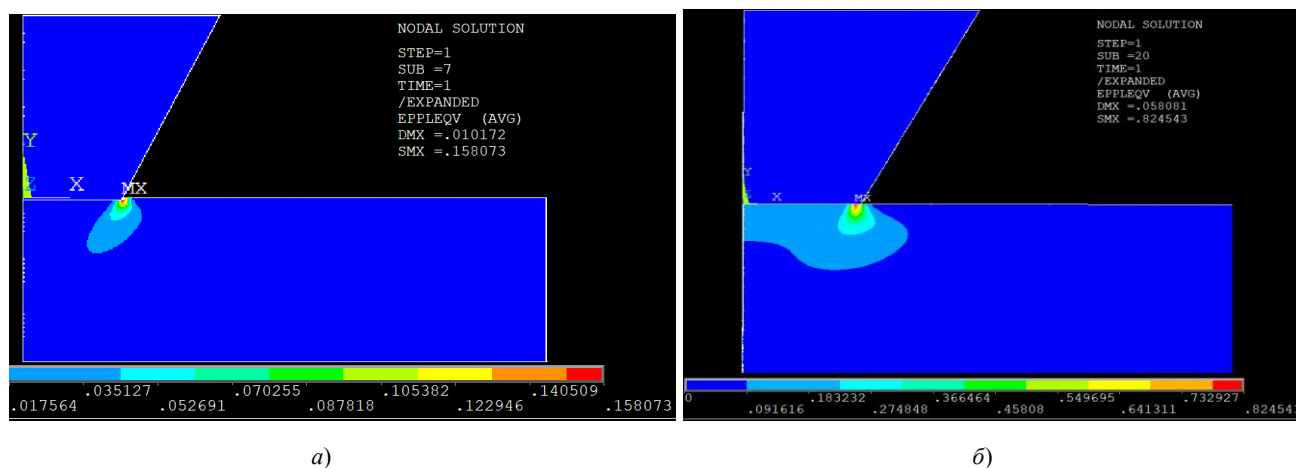 NODAL SOLUTION
STEP=1
SUB =7
TIME=1
/EXPANDED
EPPLEQV (AVG)
DMX =.010172
SMX =.158073
Y
Z X MX
.035127 .070255 .105382 .140509
.017564 .052691 .087818 .122946 .158073
а)
NODAL SOLUTION
STEP=1
SUB =20
TIME=1
/EXPANDED
EPPLEQV (AVG)
DMX =.058081
SMX =.824543
Y
Z X MX
0 .183232 .366464 .549695 .732927
.091616 .274848 .45808 .641311 .824543
б)